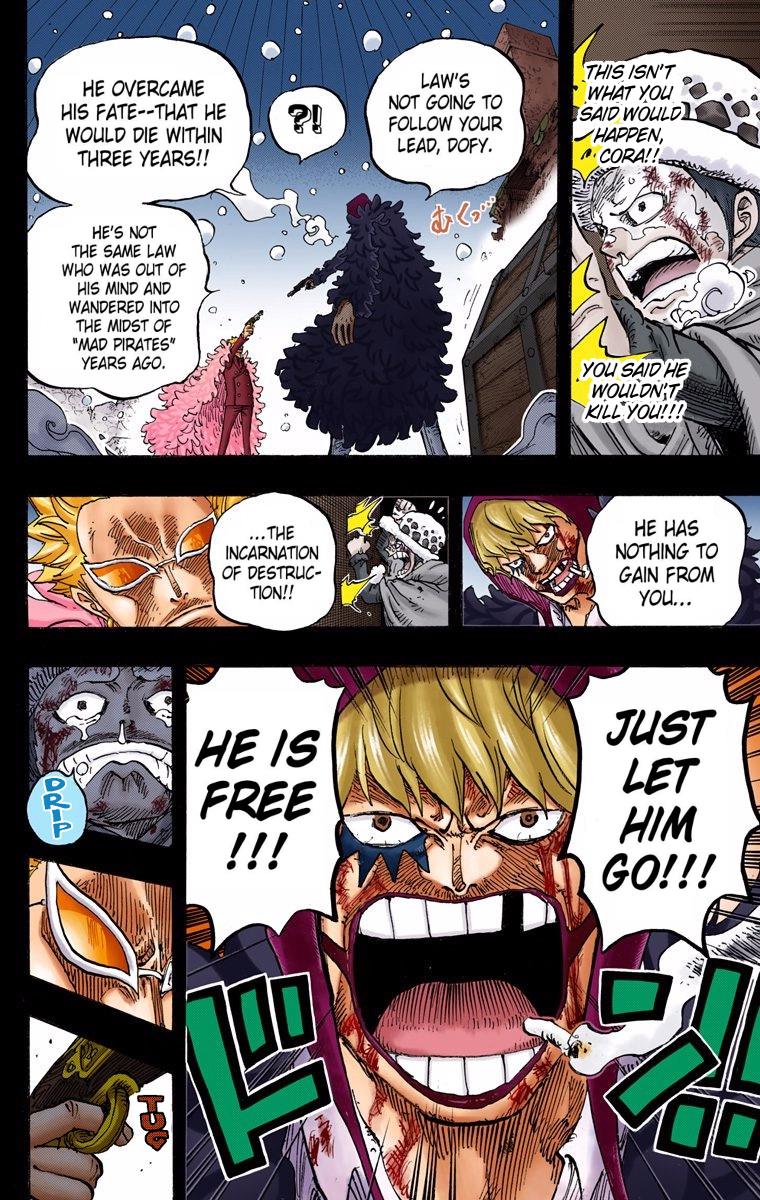 THIS ISN'T
WHAT YOU
SAID WOULD
HAPPEN,
CORA!!
YOU SAID HE
WOULDN'T
KILL YOU!!!
LAW'S
NOT GOING TO
FOLLOW YOUR
LEAD, DOFY.
?!
むくっ…
HE OVERCAME
HIS FATE--THAT HE
WOULD DIE WITHIN
THREE YEARS!!
HE'S NOT
THE SAME LAW
WHO WAS OUT OF
HIS MIND AND
WANDERED INTO
THE MIDST OF
"MAD PIRATES"
YEARS AGO.
HE HAS
NOTHING TO
GAIN FROM
YOU...
...THE
INCARNATION
OF DESTRUC-
TION!!
JUST
LET
HIM
GO!!!
HE IS
FREE
!!!
ドン!!
DRIP
TUG